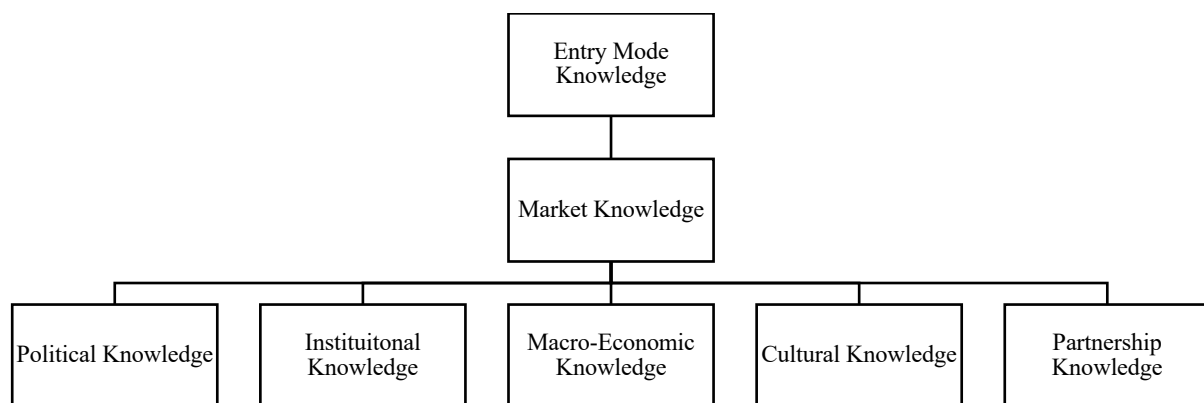 Entry Mode
Knowledge
Market Knowledge
Political Knowledge
Instituitonal
Knowledge
Macro-Economic
Knowledge
Cultural Knowledge
Partnership
Knowledge